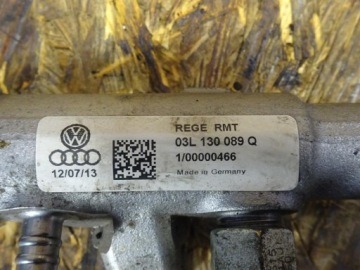 REGE RMT
03L 130 089 Q
1/00000466
12/07/13
Made in Germany